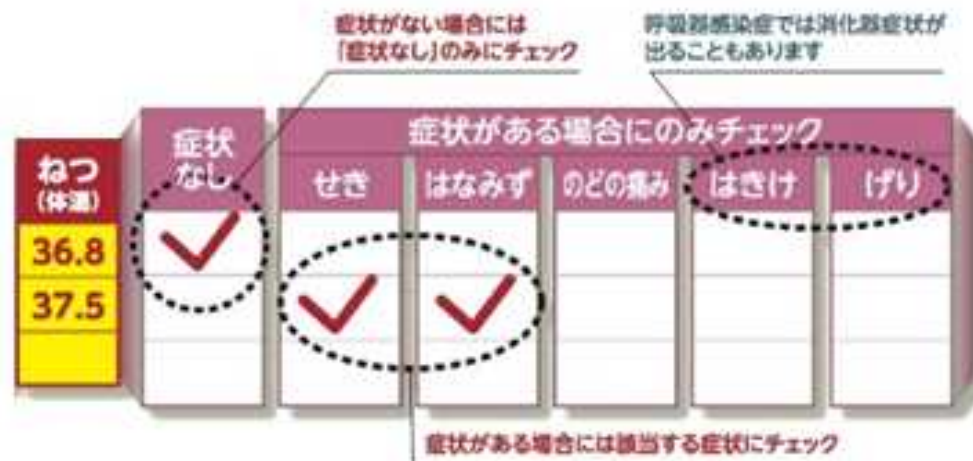 症状がない場合には
「症状なし」のみにチェック
呼吸器感染症では消化器症状が
出ることもあります
ねつ
(体温)
症状
なし
症状がある場合にのみチェック
せき
はなみず
のどの痛み
はきけ
げり
36.8
37.5
症状がある場合には該当する症状にチェック